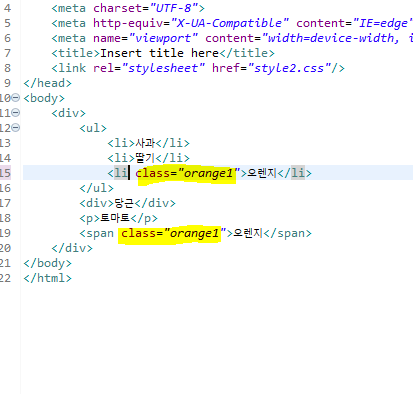 4 <meta charset="UTF-8">
5 <meta http-equiv="X-UA-Compatible" content="IE=edge"
6 <meta name="viewport" content="width=device-width, i
7 <title>Insert title here</title>
8 <link rel="stylesheet" href="style2.css"/>
9 </head>
10 <body>
11 <div>
12 <ul>
13 <li>사과</li>
14 <li>딸기</li>
15 <li class="orange1">오렌지</li>
16 </ul>
17 <div>당근</div>
18 <p>토마트</p>
19 <span class="orange1">오렌지</span>
20 </div>
21 </body>
22 </html>